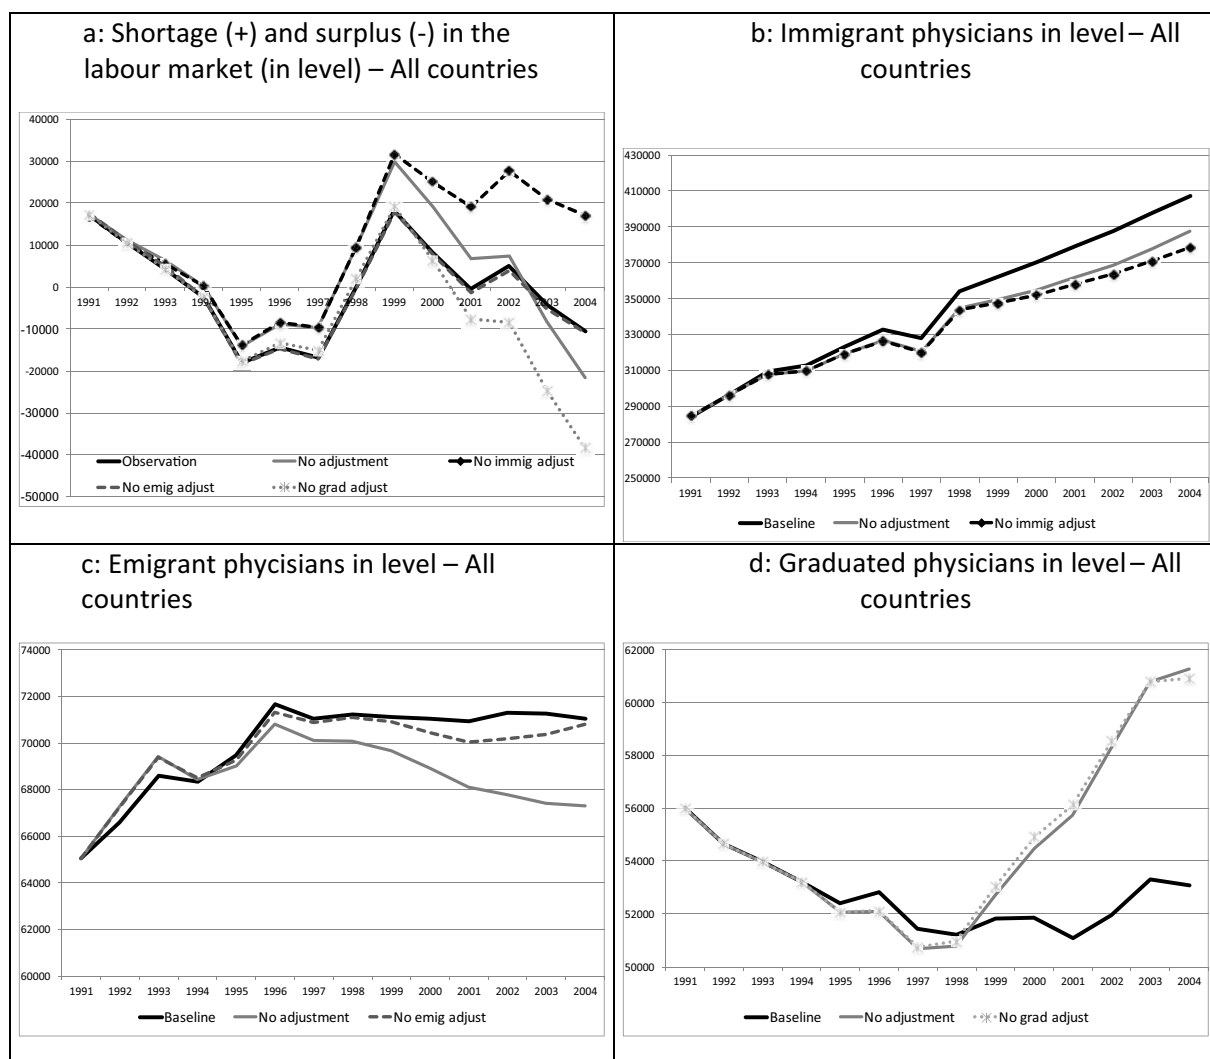 a: Shortage (+) and surplus (-) in the
labour market (in level) – All countries
40000
30000
20000
10000
0
-10000
-20000
-30000
-40000
-50000
1991 1992 1993 1994 1995 1996 1997 1998 1999 2000 2001 2002 2003 2004
Observation No adjustment No immig adjust
No emig adjust No grad adjust
b: Immigrant physicians in level – All
countries
430000
410000
390000
370000
350000
330000
310000
290000
270000
250000
1991 1992 1993 1994 1995 1996 1997 1998 1999 2000 2001 2002 2003 2004
Baseline No adjustment No immig adjust
c: Emigrant phycisians in level – All
countries
74000
72000
70000
68000
66000
64000
62000
60000
1991 1992 1993 1994 1995 1996 1997 1998 1999 2000 2001 2002 2003 2004
Baseline No adjustment No emig adjust
d: Graduated physicians in level – All
countries
62000
60000
58000
56000
54000
52000
50000
1991 1992 1993 1994 1995 1996 1997 1998 1999 2000 2001 2002 2003 2004
Baseline No adjustment No grad adjust